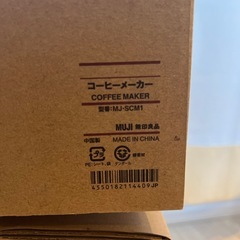 コーヒーメーカー
COFFEE MAKER
型番:MJ-SCM1
MUJI 無印良品
中国製
MADE IN CHINA
4550182114409JP